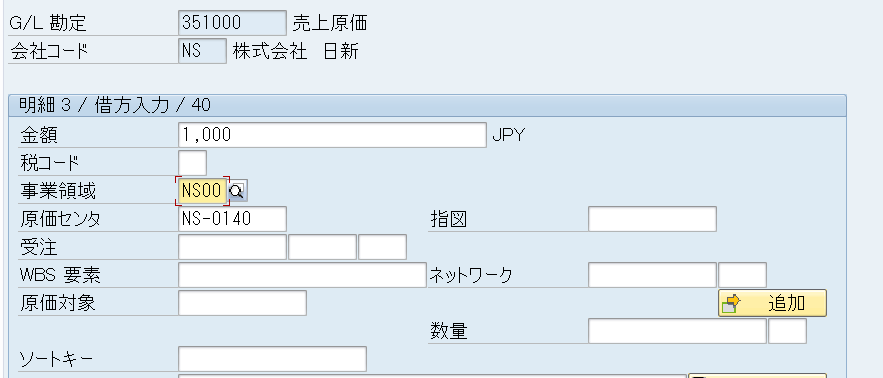 G/L 勘定 351000 売上原価
会社コード NS 株式会社　日新
明細 3 / 借方入力 / 40
金額 1,000 JPY
税コード
事業領域 NS00
原価センタ NS-0140 指図
受注
WBS 要素 ネットワーク
原価対象 追加
数量
ソートキー